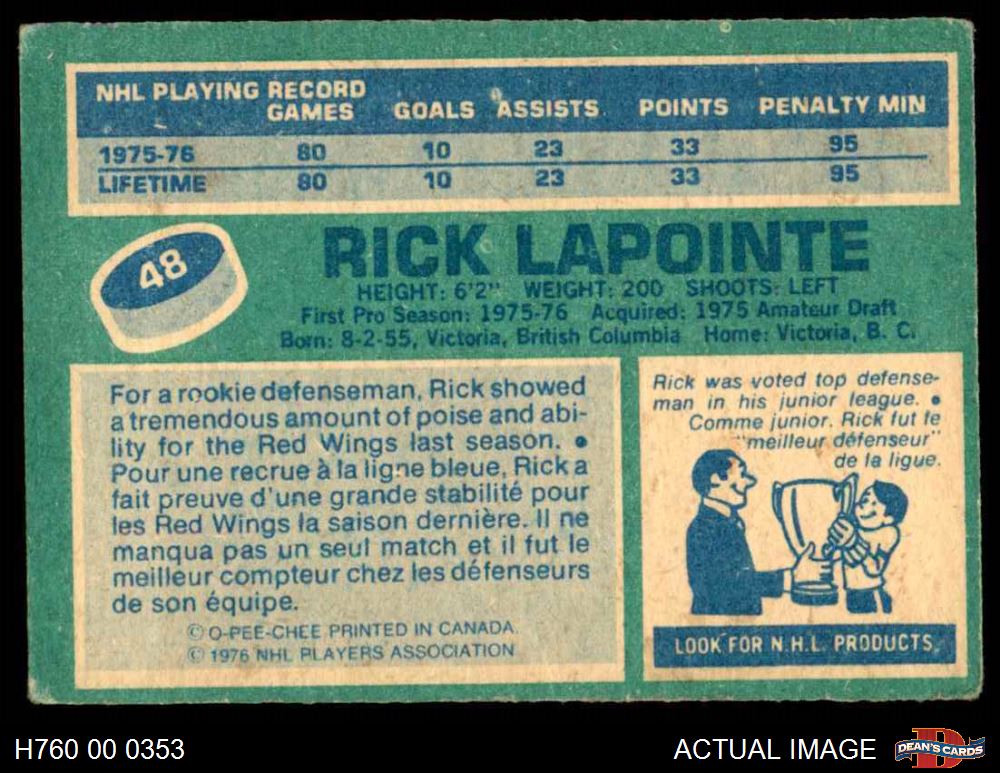 NHL PLAYING RECORD
GAMES GOALS ASSISTS POINTS PENALTY MIN
1975-76 80 10 23 33 95
LIFETIME 80 10 23 33 95
48
RICK LAPOINTE
HEIGHT: 6'2" WEIGHT: 200 SHOOTS: LEFT
First Pro Season: 1975-76 Acquired: 1975 Amateur Draft
Born: 8-2-55, Victoria, British Columbia Home: Victoria, B. C.
For a rookie defenseman, Rick showed
a tremendous amount of poise and abi-
lity for the Red Wings last season. •
Pour une recrue à la ligne bleue, Rick a
fait preuve d'une grande stabilité pour
les Red Wings la saison dernière. Il ne
manqua pas un seul match et il fut le
meilleur compteur chez les défenseurs
de son équipe.
© O-PEE-CHEE PRINTED IN CANADA.
© 1976 NHL PLAYERS ASSOCIATION
Rick was voted top defense-
man in his junior league. •
Comme junior, Rick fut le
"meilleur défenseur"
de la ligue.
LOOK FOR N.H.L. PRODUCTS.
H760 00 0353
ACTUAL IMAGE
D
DEAN'S CARDS